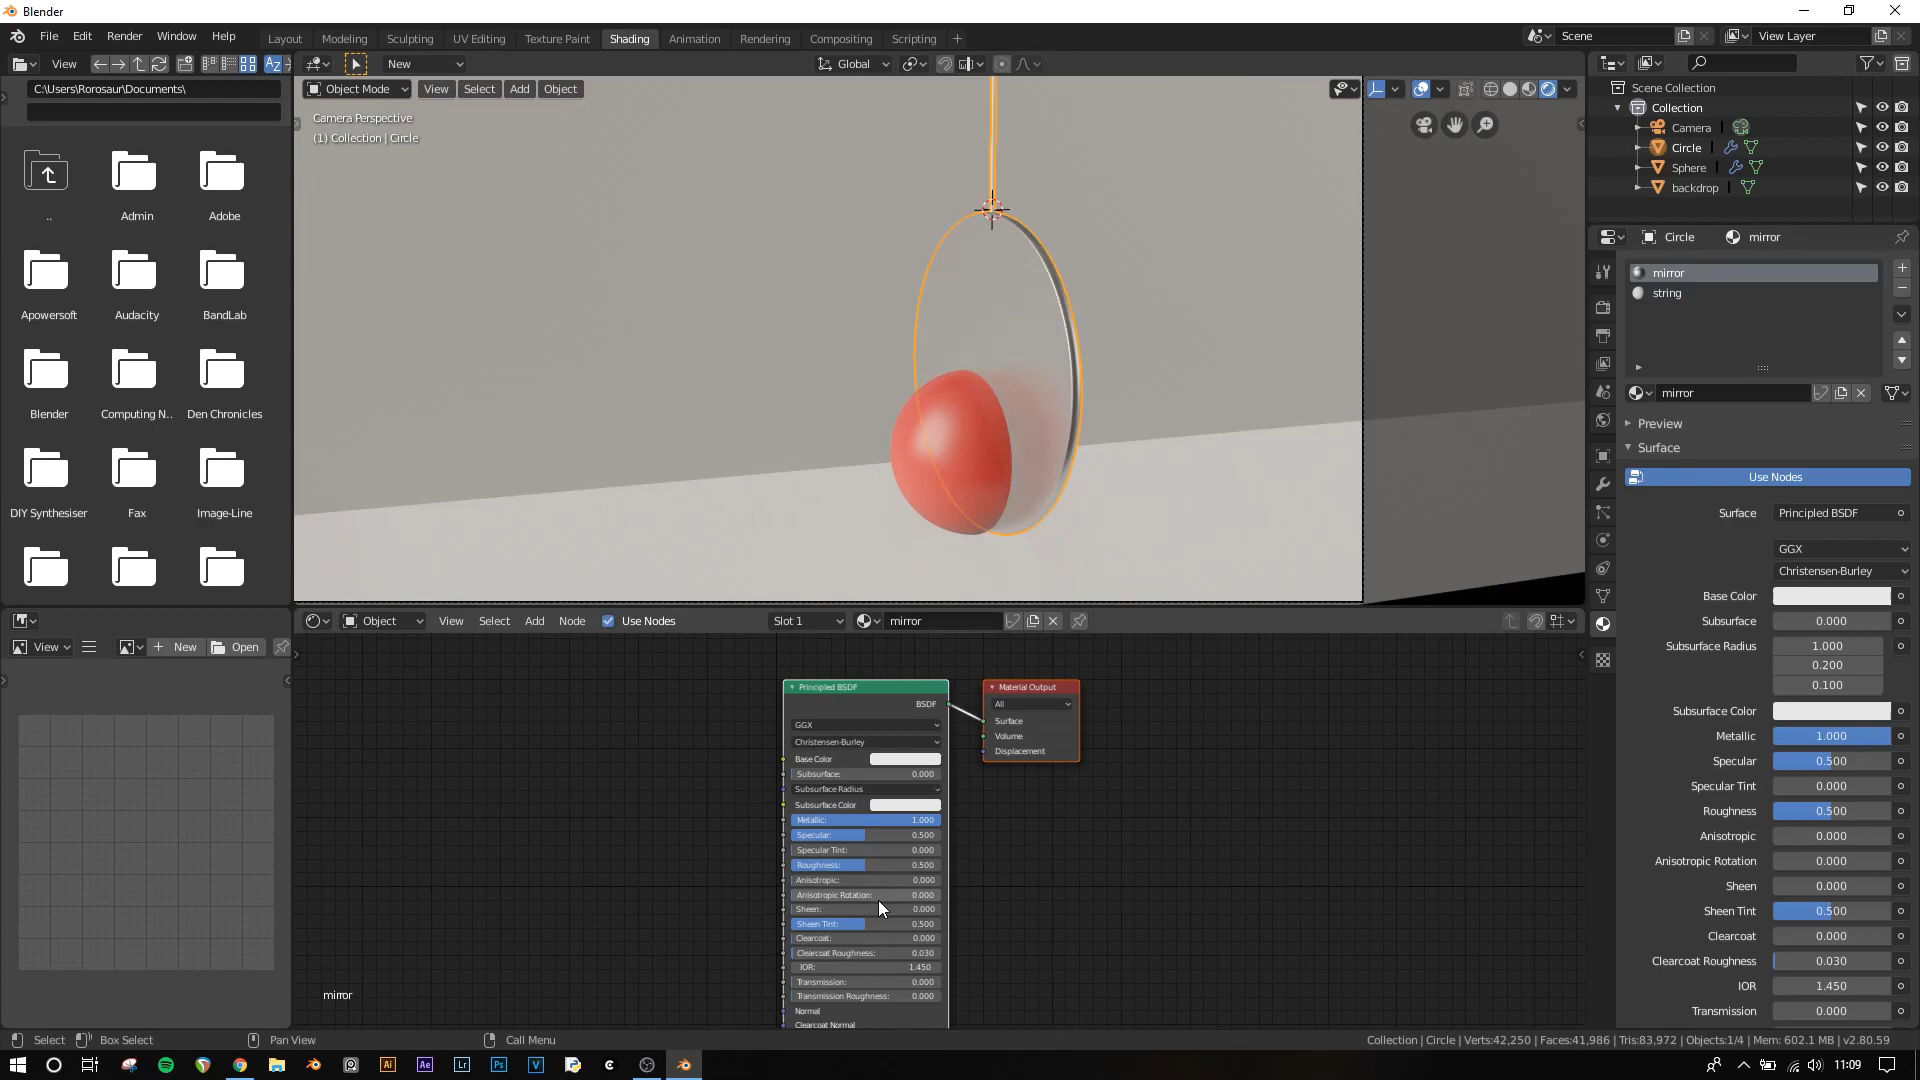 Blender
File Edit Render Window Help
Layout Modeling Sculpting UV Editing Texture Paint Shading Animation Rendering Compositing Scripting +
Scene
View Layer
View
New
Global
C:\Users\Rorosaur\Documents\
..
Admin
Adobe
Apowersoft
Audacity
BandLab
Blender
Computing N..
Den Chronicles
DIY Synthesiser
Fax
Image-Line
Object Mode View Select Add Object
Camera Perspective
(1) Collection | Circle
Scene Collection
Collection
Camera
Circle
Sphere
backdrop
Circle mirror
mirror
string
mirror
Preview
Surface
Use Nodes
Surface Principled BSDF
GGX
Christensen-Burley
Base Color
Subsurface 0.000
Subsurface Radius 1.000
0.200
0.100
Subsurface Color
Metallic 1.000
Specular 0.500
Specular Tint 0.000
Roughness 0.500
Anisotropic 0.000
Anisotropic Rotation 0.000
Sheen 0.000
Sheen Tint 0.500
Clearcoat 0.000
Clearcoat Roughness 0.030
IOR 1.450
Transmission 0.000
View New Open
Object View Select Add Node Use Nodes Slot 1 mirror
Principled BSDF
BSDF
GGX
Christensen-Burley
Base Color
Subsurface: 0.000
Subsurface Radius
Subsurface Color
Metallic: 1.000
Specular: 0.500
Specular Tint: 0.000
Roughness: 0.500
Anisotropic: 0.000
Anisotropic Rotation: 0.000
Sheen: 0.000
Sheen Tint: 0.500
Clearcoat: 0.000
Clearcoat Roughness: 0.030
IOR: 1.450
Transmission: 0.000
Transmission Roughness: 0.000
Normal
Clearcoat Normal
Material Output
All
Surface
Volume
Displacement
mirror
Select Box Select Pan View Call Menu
Collection | Circle | Verts:42,250 | Faces:41,986 | Tris:83,972 | Objects:1/4 | Mem: 602.1 MB | v2.80.59
Ai Ae Lr Ps V C
11:09